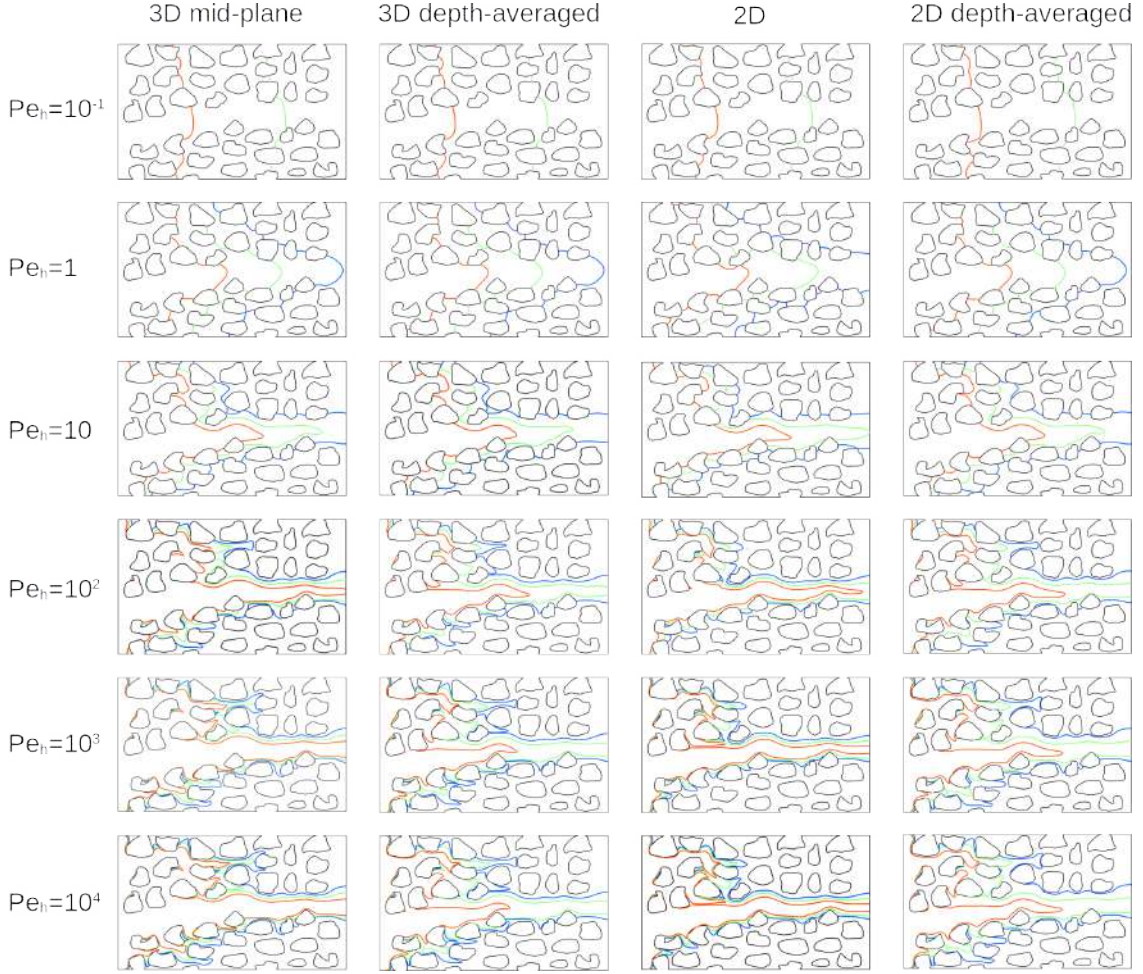 3D mid-plane 3D depth-averaged 2D 2D depth-averaged
Peₕ=10⁻¹
Peₕ=1
Peₕ=10
Peₕ=10²
Peₕ=10³
Peₕ=10⁴